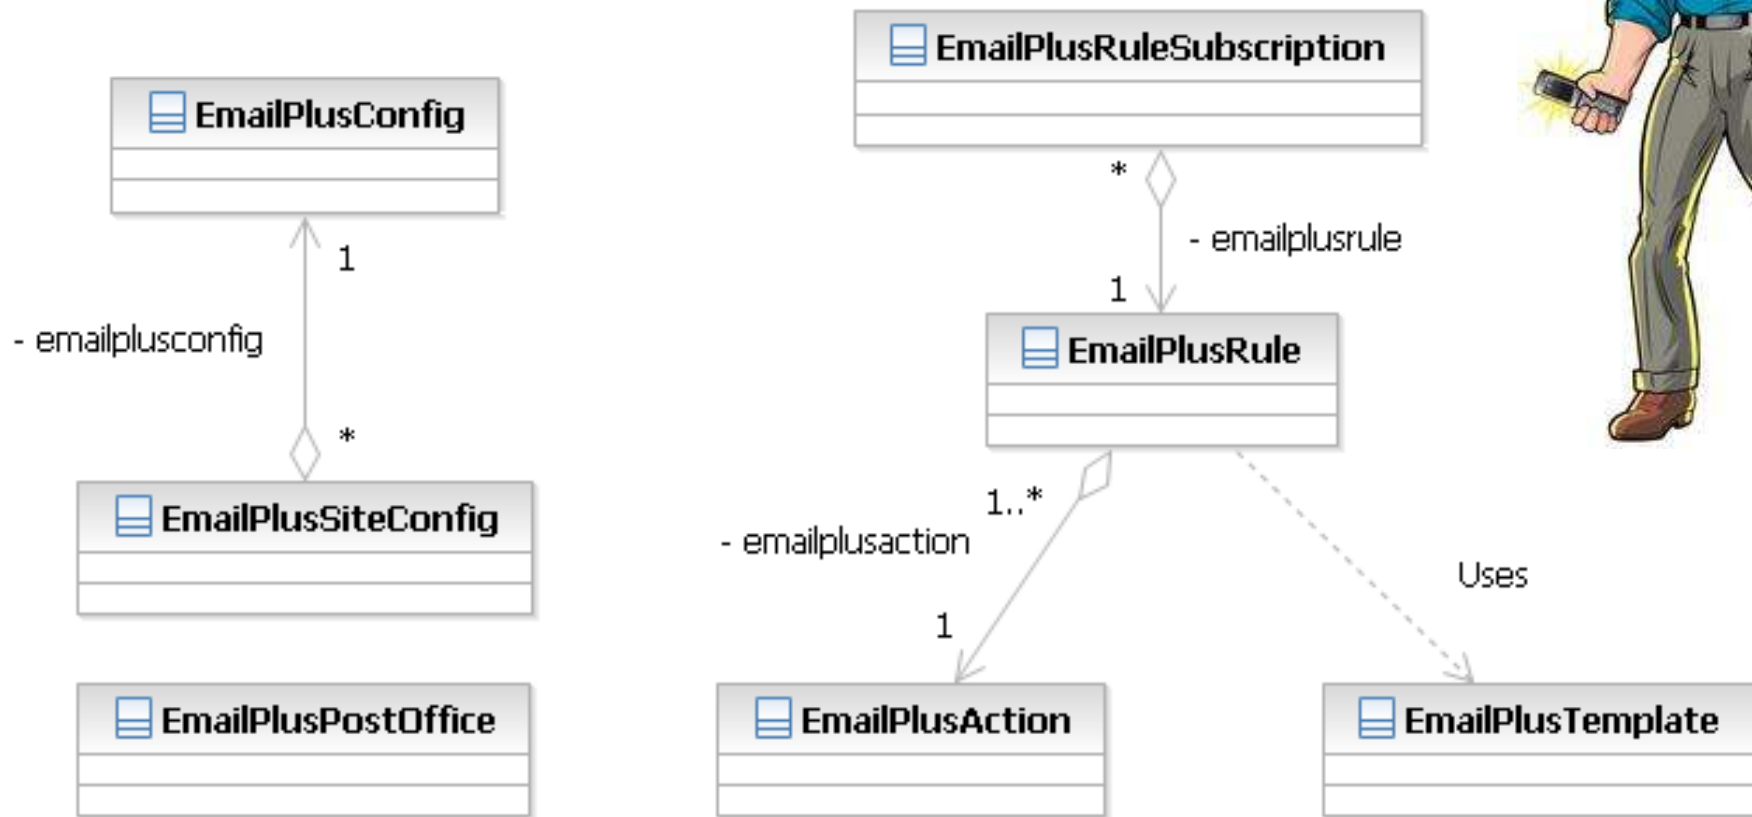 EmailPlusRuleSubscription
EmailPlusConfig
*
1
- emailplusrule
1
- emailplusconfig
EmailPlusRule
*
1..*
EmailPlusSiteConfig
- emailplusaction
Uses
1
EmailPlusPostOffice
EmailPlusAction
EmailPlusTemplate